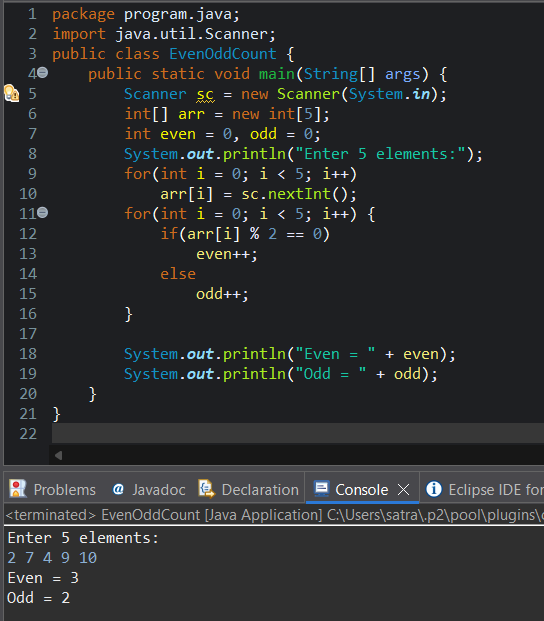 1 package program.java;
2 import java.util.Scanner;
3 public class EvenOddCount {
4 public static void main(String[] args) {
5 Scanner sc = new Scanner(System.in);
6 int[] arr = new int[5];
7 int even = 0, odd = 0;
8 System.out.println("Enter 5 elements:");
9 for(int i = 0; i < 5; i++)
10 arr[i] = sc.nextInt();
11 for(int i = 0; i < 5; i++) {
12 if(arr[i] % 2 == 0)
13 even++;
14 else
15 odd++;
16 }
17
18 System.out.println("Even = " + even);
19 System.out.println("Odd = " + odd);
20 }
21 }
22
Problems @ Javadoc Declaration Console Eclipse IDE for
<terminated> EvenOddCount [Java Application] C:\Users\satra\.p2\pool\plugins\
Enter 5 elements:
2 7 4 9 10
Even = 3
Odd = 2